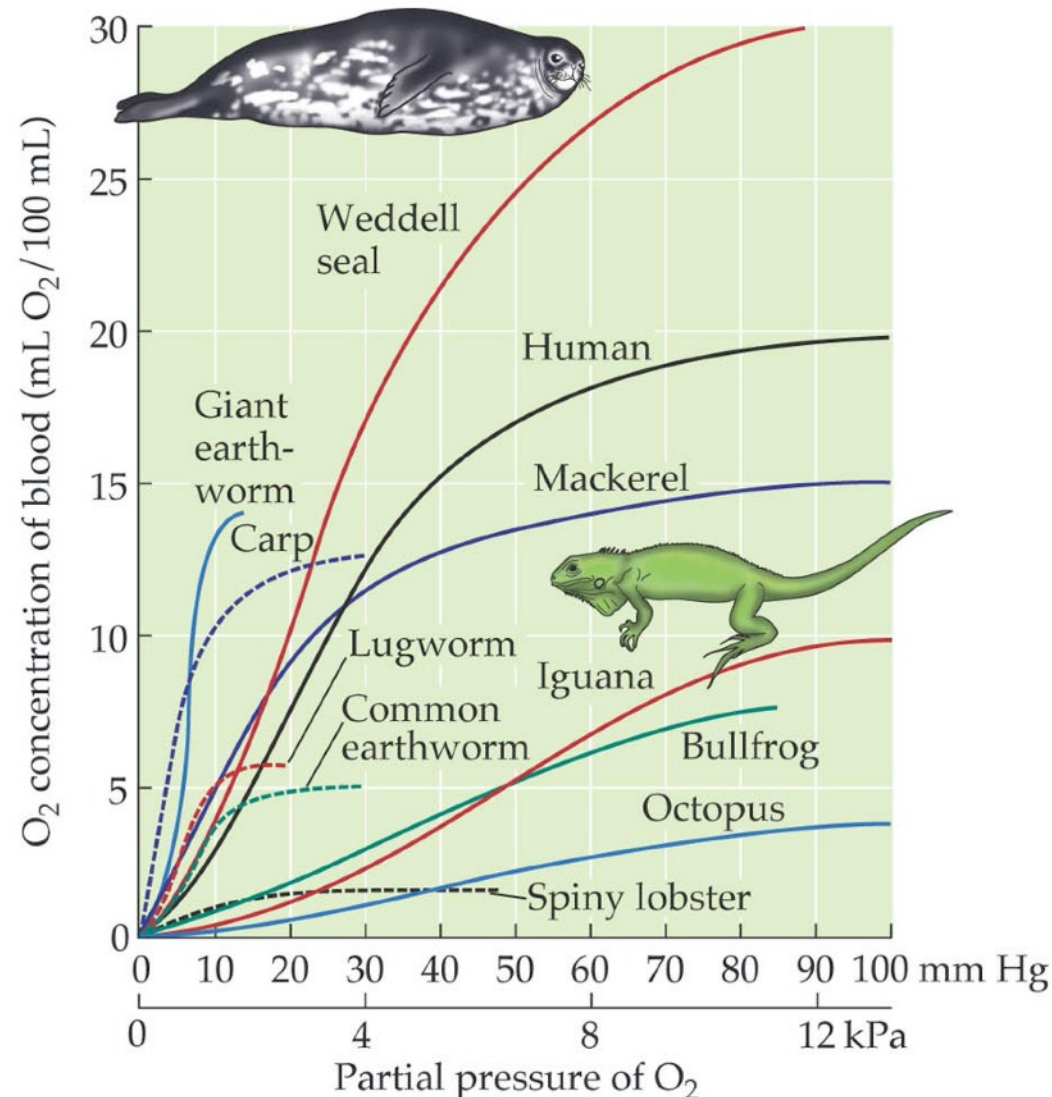 O₂ concentration of blood (mL O₂/100 mL)
30
25
20
15
10
5
0
Weddell
seal
Human
Giant
earth-
worm
Mackerel
Carp
Lugworm
Iguana
Common
earthworm
Bullfrog
Octopus
Spiny lobster
0 10 20 30 40 50 60 70 80 90 100 mm Hg
0 4 8 12 kPa
Partial pressure of O₂